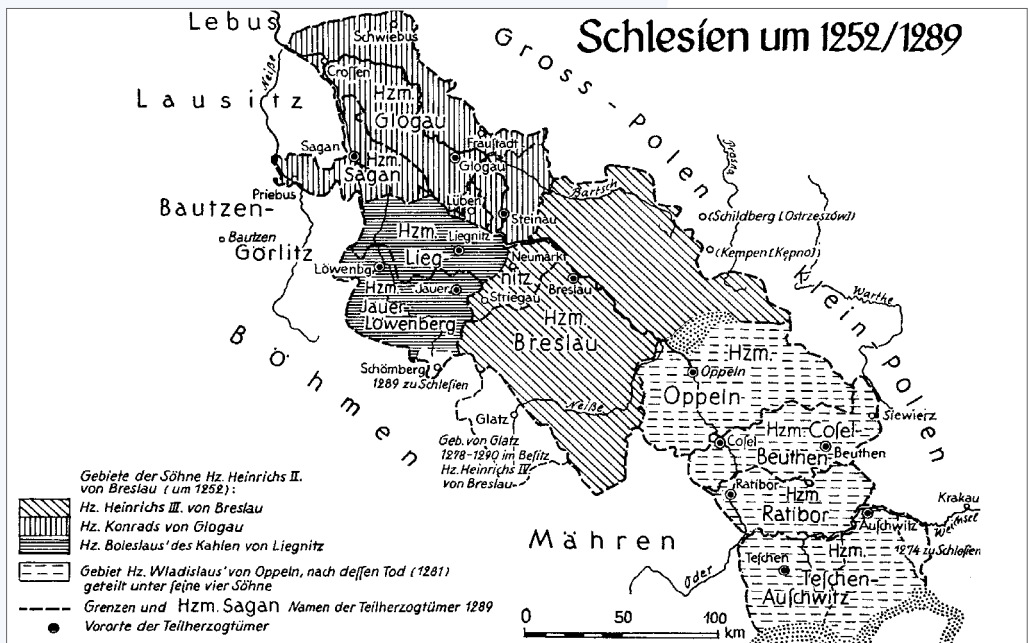 Schlesien um 1252/1289
Lebus
Schwiebus
Gross-Polen
Neiße
Croſſen
Lausitz
Hzm.
Glogau
Prosna
Sagan
Hzm.
Sagan
Frauſtadt
Glogau
Priebus
Bartsch
Lüben
Steinau
Bautzen-
Görlitz
Bautzen
(Schildberg [Ostrzeszów])
(Kempen [Kępno])
Hzm.
Lieg-
nitz
Liegnitz
Neumarkt
Löwenbg
Hzm.
Jauer-
Löwenberg
Jauer
Striegau
Breslau
Hzm.
Breslau
Klein Polen
Warthe
Böhmen
Schömberg
1289 zu Schleſien
Hzm.
Oppeln
Oppeln
Neiße
Glatz
Siewierz
Geb. von Glatz
1278-1290 im Beſitz
Hz. Heinrichs IV.
von Breslau
Hzm. Coſel-
Beuthen
Beuthen
Coſel
Ratibor
Hzm
Ratibor
Krakau
Weichsel
Auſchwitz
1274 zu Schleſien
Mähren
Oder
Teſchen
Hzm.
Teſchen-
Auſchwitz
Gebiete der Söhne Hz. Heinrichs II.
von Breslau (um 1252):
Hz. Heinrichs III. von Breslau
Hz. Konrads von Glogau
Hz. Boleslaus' des Kahlen von Liegnitz
Gebiet Hz. Wladislaus' von Oppeln, nach deſſen Tod (1281)
geteilt unter ſeine vier Söhne
Grenzen und Hzm. Sagan Namen der Teilherzogtümer 1289
Vororte der Teilherzogtümer
0 50 100
km